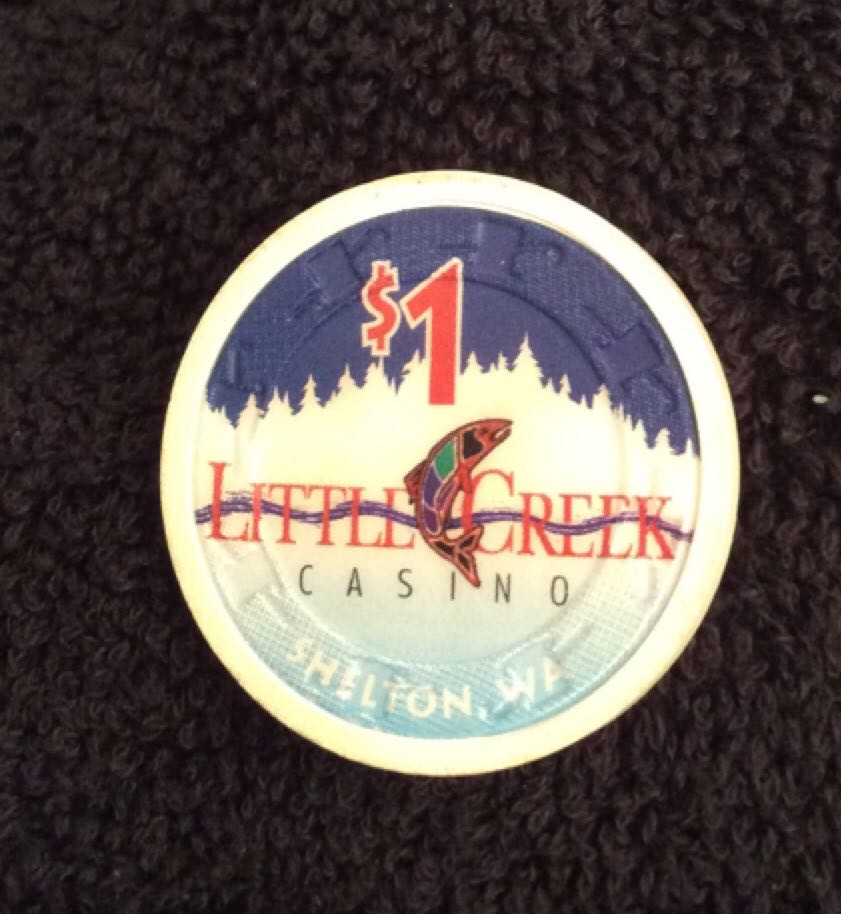 $1
LITTLE CREEK
CASINO
SHELTON, WA